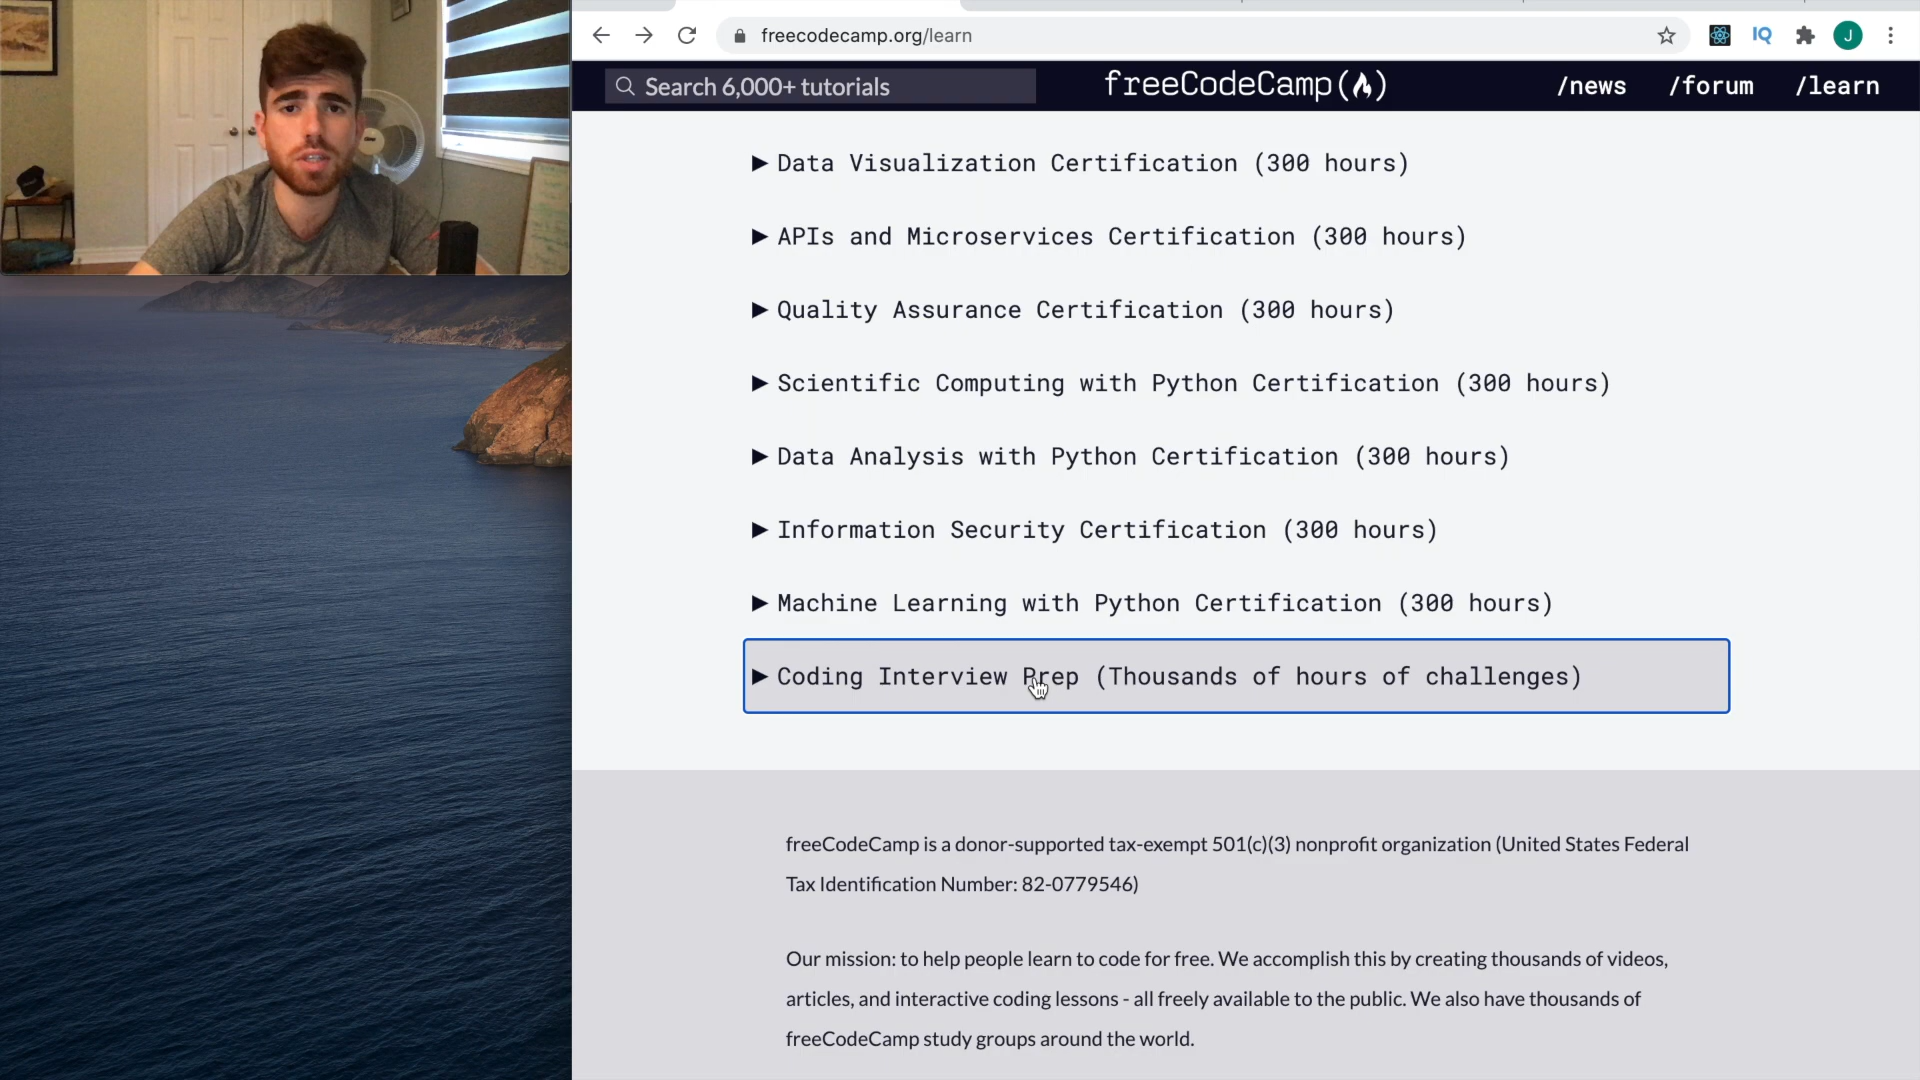 freecodecamp.org/learn
IQ
J
Search 6,000+ tutorials
freeCodeCamp
/news
/forum
/learn
Data Visualization Certification (300 hours)
APIs and Microservices Certification (300 hours)
Quality Assurance Certification (300 hours)
Scientific Computing with Python Certification (300 hours)
Data Analysis with Python Certification (300 hours)
Information Security Certification (300 hours)
Machine Learning with Python Certification (300 hours)
Coding Interview Prep (Thousands of hours of challenges)
freeCodeCamp is a donor-supported tax-exempt 501(c)(3) nonprofit organization (United States Federal
Tax Identification Number: 82-0779546)
Our mission: to help people learn to code for free. We accomplish this by creating thousands of videos,
articles, and interactive coding lessons - all freely available to the public. We also have thousands of
freeCodeCamp study groups around the world.